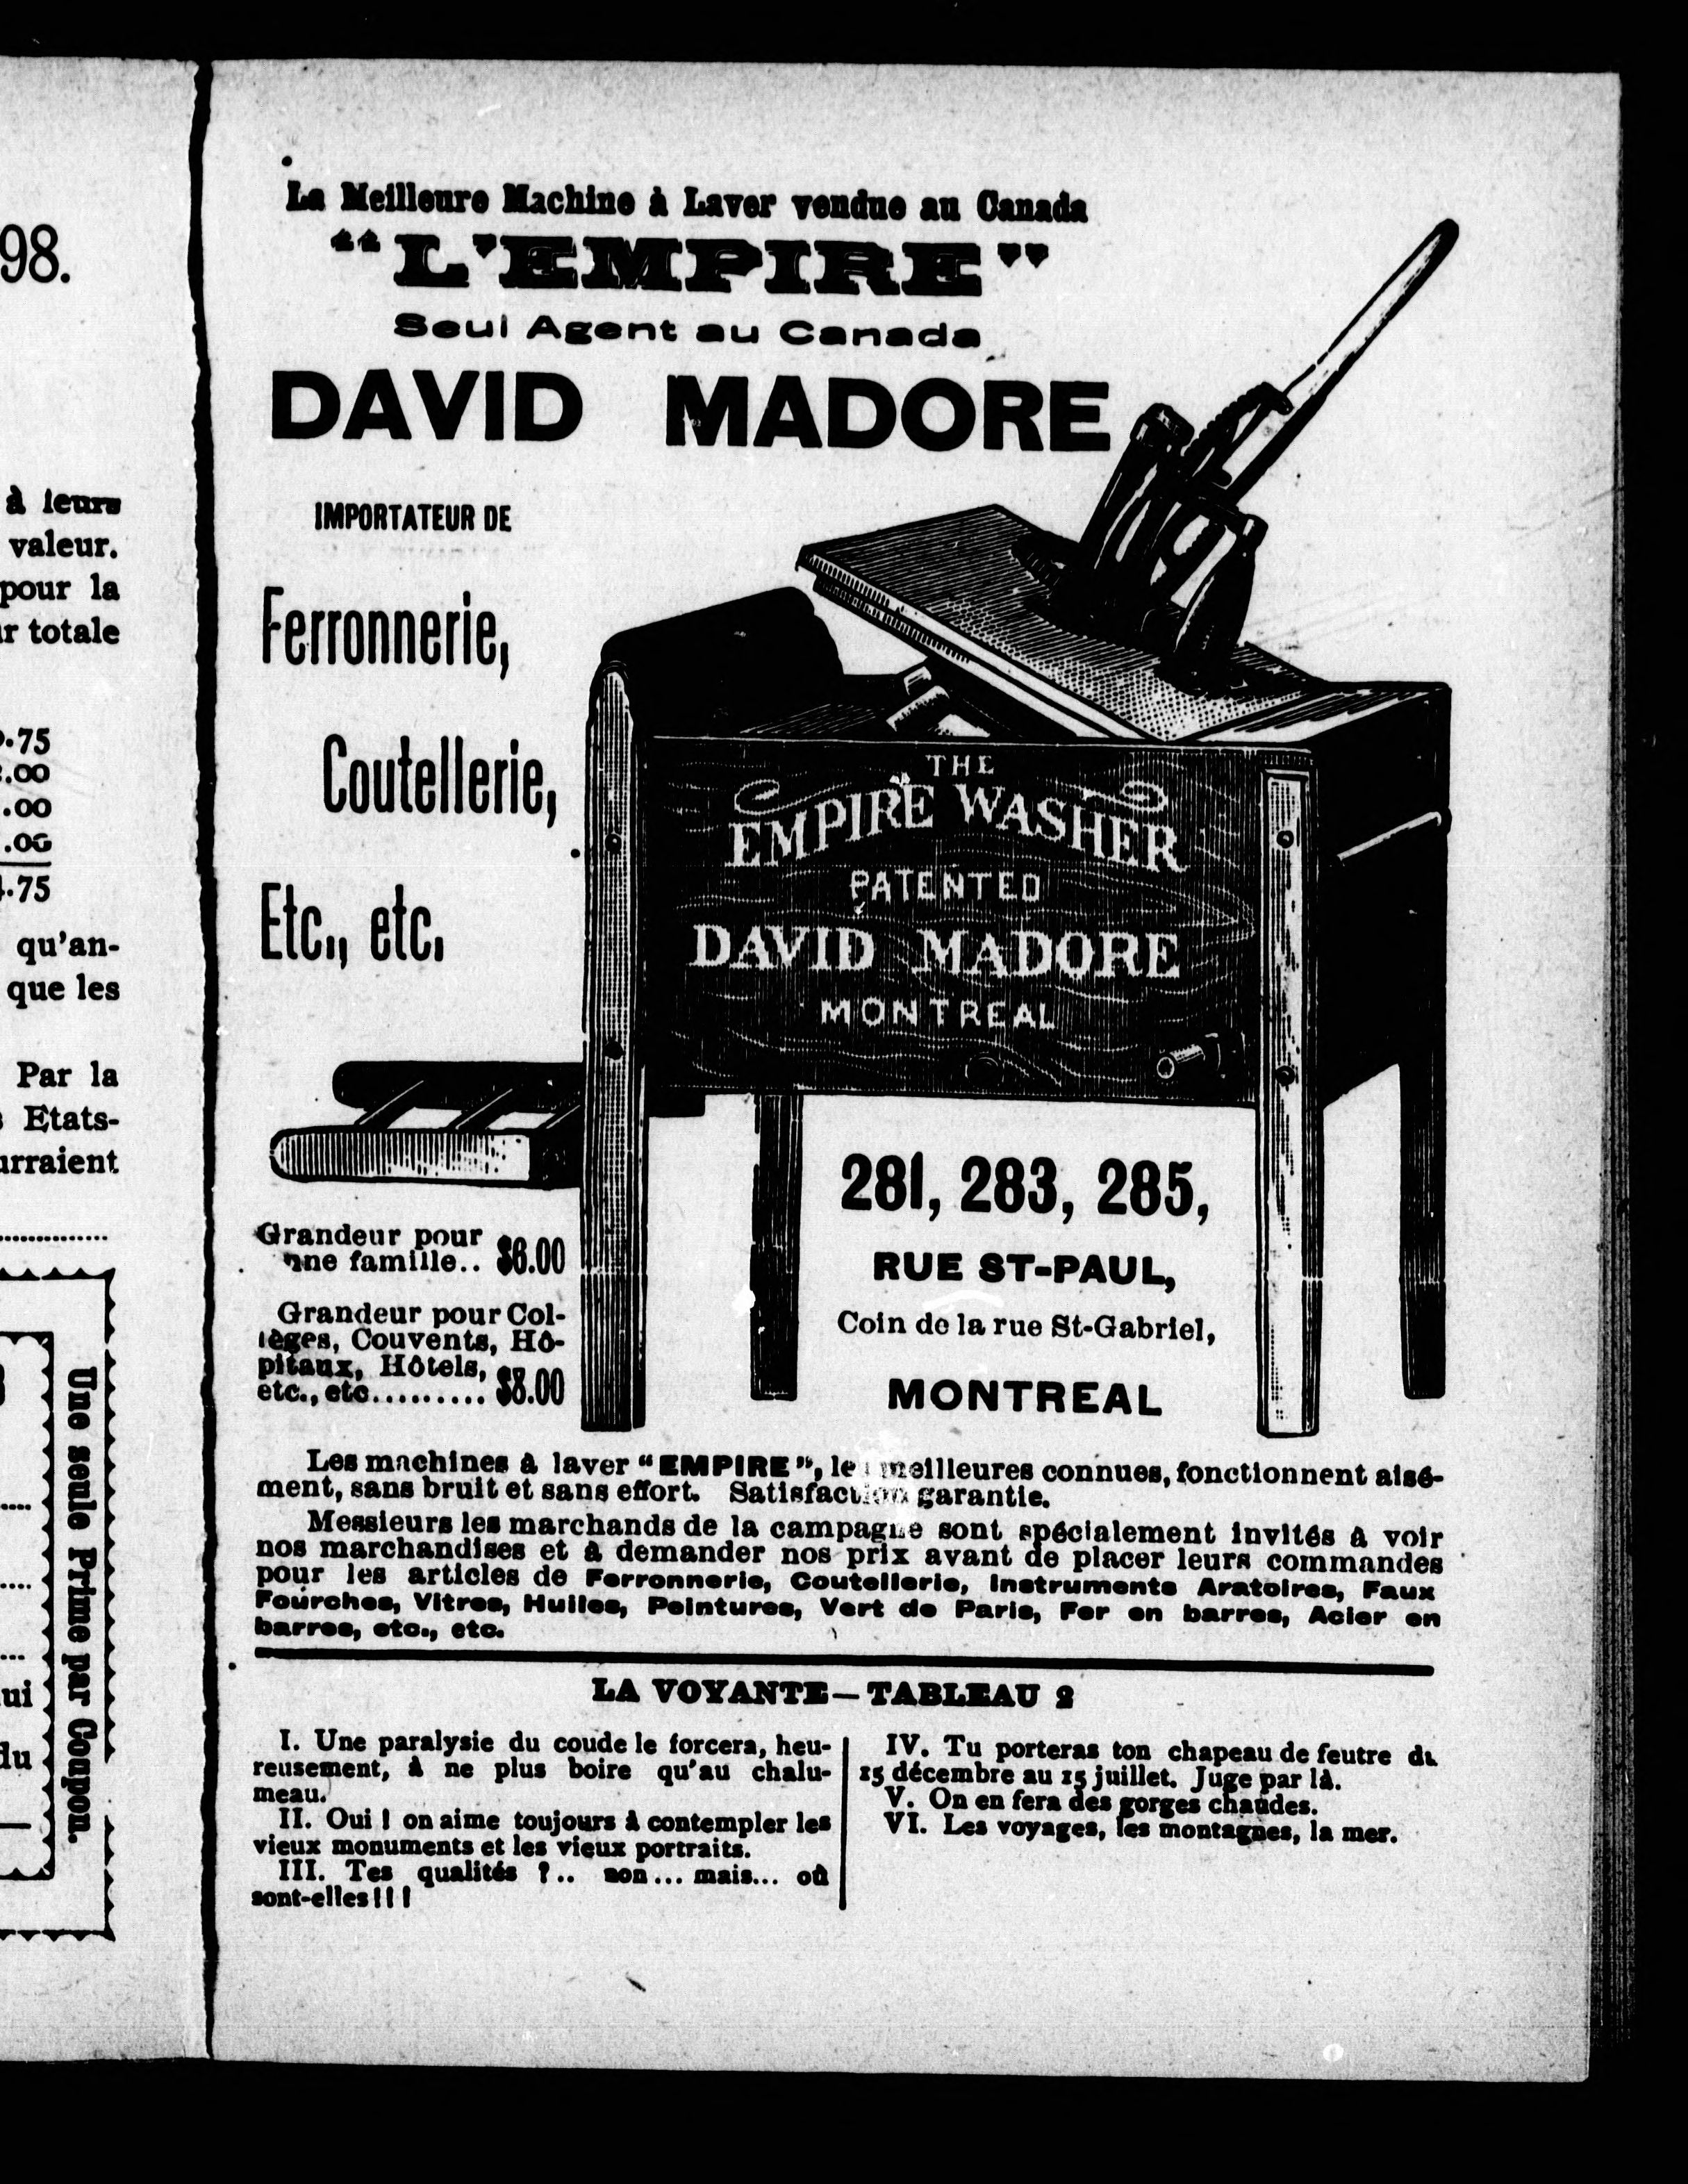 98.
à leurs
valeur.
pour la
totale
.75
.00
.00
.00
.75
qu'an-
que les
Par la
Etats-
Une seule Prime par Coupon.
La Meilleure Machine à Laver vendue au Canada
"L'EMPIRE"
Seul Agent au Canada
DAVID MADORE
IMPORTATEUR DE
Ferronnerie,
Coutellerie,
Etc., etc.
THE
EMPIRE WASHER
PATENTED
DAVID MADORE
MONTREAL
Grandeur pour
une famille.. $6.00
Grandeur pour Col-
lèges, Couvents, Hô-
pitaux, Hôtels,
etc., etc.......... $8.00
281, 283, 285,
RUE ST-PAUL,
Coin de la rue St-Gabriel,
MONTREAL
Les machines à laver "EMPIRE", les meilleures connues, fonctionnent aisé-
ment, sans bruit et sans effort. Satisfaction garantie.
Messieurs les marchands de la campagne sont spécialement invités à voir
nos marchandises et à demander nos prix avant de placer leurs commandes
pour les articles de Ferronnerie, Coutellerie, Instruments Aratoires, Faux
Fourches, Vitres, Huiles, Peintures, Vert de Paris, Fer en barres, Acier en
barres, etc., etc.
LA VOYANTE—TABLEAU 2
I. Une paralysie du coude le forcera, heu-
reusement, à ne plus boire qu'au chalu-
meau.
II. Oui ! on aime toujours à contempler les
vieux monuments et les vieux portraits.
III. Tes qualités ?.. non... mais... où
sont-elles!!!
IV. Tu porteras ton chapeau de feutre du
15 décembre au 15 juillet. Juge par là.
V. On en fera des gorges chaudes.
VI. Les voyages, les montagnes, la mer.